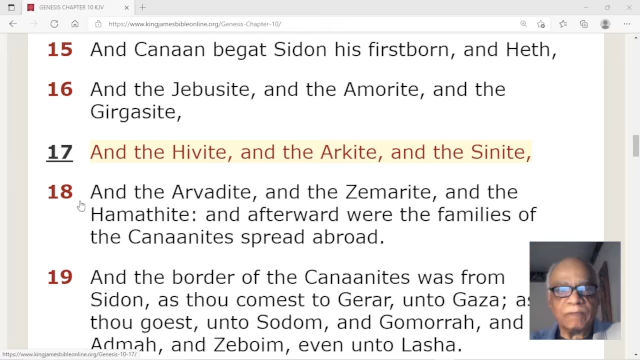 GENESIS CHAPTER 10 KJV
https://www.kingjamesbibleonline.org/Genesis-Chapter-10/
15 And Canaan begat Sidon his firstborn, and Heth,
16 And the Jebusite, and the Amorite, and the
Girgasite,
17 And the Hivite, and the Arkite, and the Sinite,
18 And the Arvadite, and the Zemarite, and the
Hamathite: and afterward were the families of
the Canaanites spread abroad.
19 And the border of the Canaanites was from
Sidon, as thou comest to Gerar, unto Gaza; as
thou goest, unto Sodom, and Gomorrah, and
Admah, and Zeboim, even unto Lasha.
https://www.kingjamesbibleonline.org/Genesis-10-17/